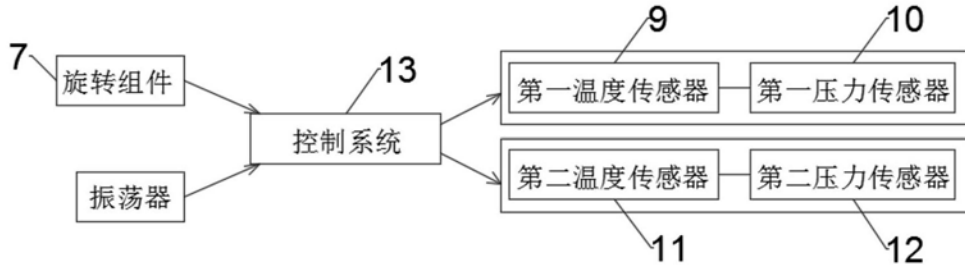 9
10
7
旋转组件
13
第一温度传感器
第一压力传感器
控制系统
振荡器
第二温度传感器
第二压力传感器
11
12